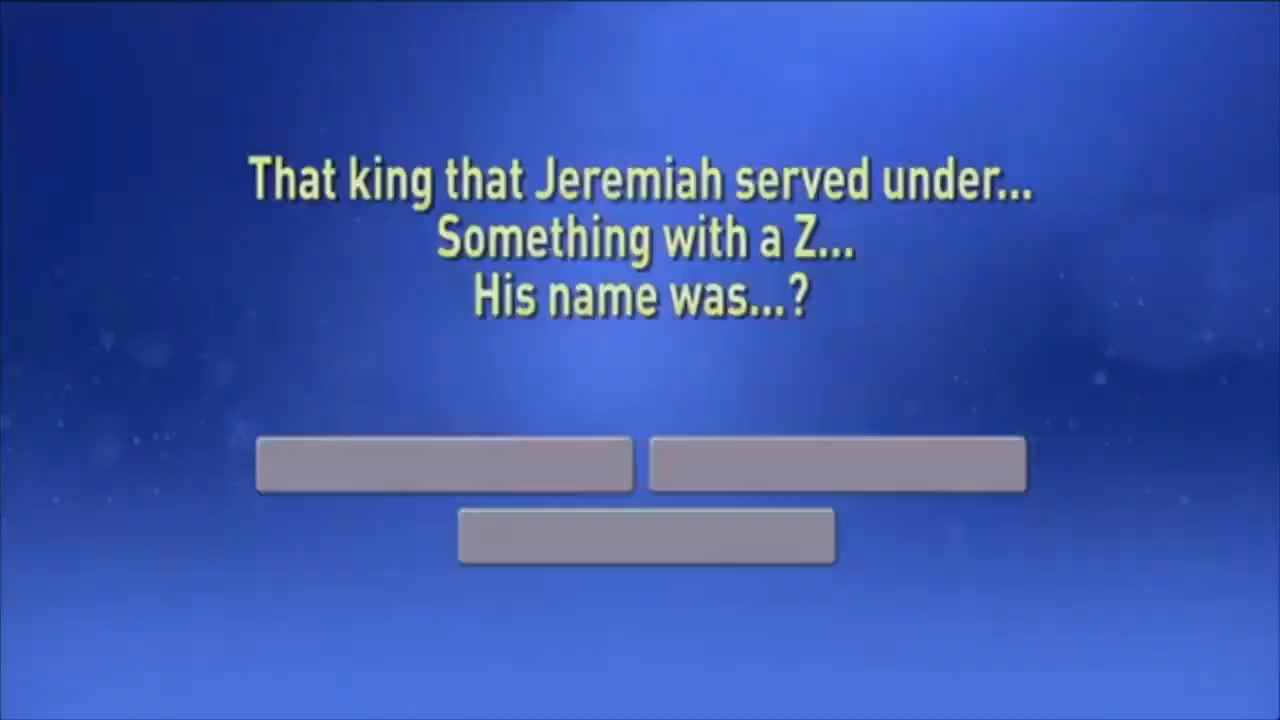 That king that Jeremiah served under...
Something with a Z...
His name was...?